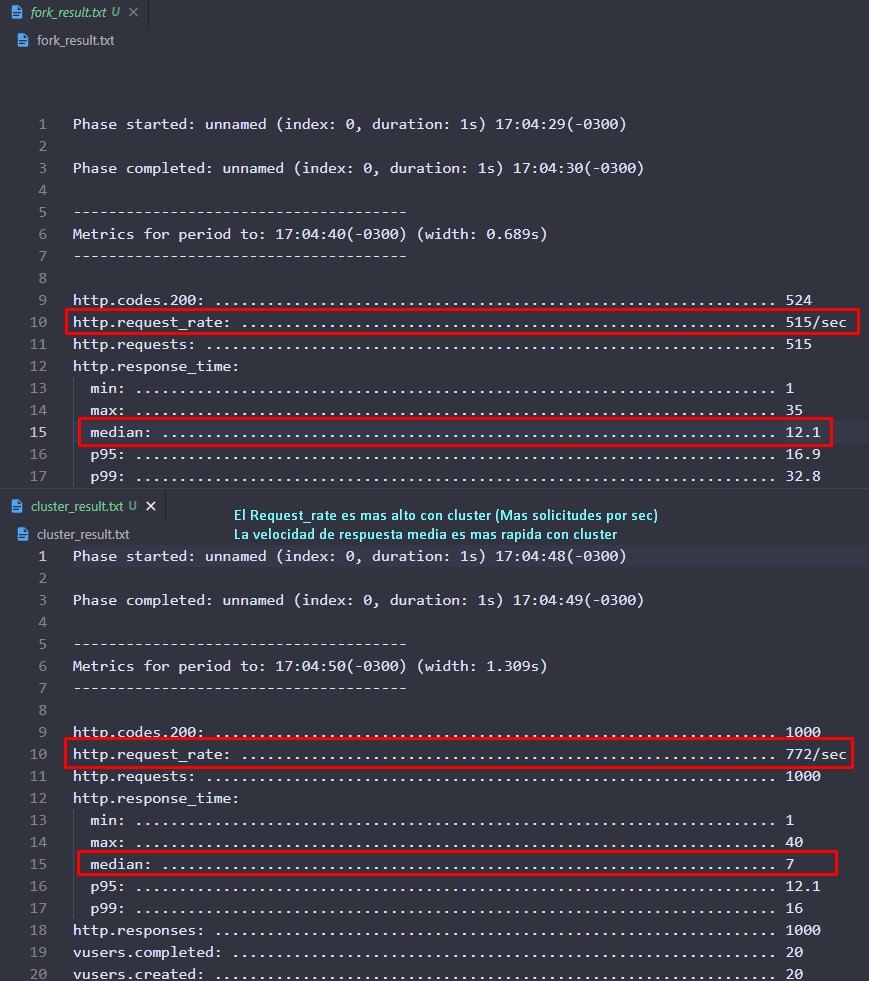 fork_result.txt U
fork_result.txt
1 Phase started: unnamed (index: 0, duration: 1s) 17:04:29(-0300)
2
3 Phase completed: unnamed (index: 0, duration: 1s) 17:04:30(-0300)
4
5 --------------------------------------
6 Metrics for period to: 17:04:40(-0300) (width: 0.689s)
7 --------------------------------------
8
9 http.codes.200: ................................................................ 524
10 http.request_rate: ............................................................. 515/sec
11 http.requests: ................................................................. 515
12 http.response_time:
13 min: ......................................................................... 1
14 max: ......................................................................... 35
15 median: ...................................................................... 12.1
16 p95: ......................................................................... 16.9
17 p99: ......................................................................... 32.8
cluster_result.txt U
El Request_rate es mas alto con cluster (Mas solicitudes por sec)
cluster_result.txt
La velocidad de respuesta media es mas rapida con cluster
1 Phase started: unnamed (index: 0, duration: 1s) 17:04:48(-0300)
2
3 Phase completed: unnamed (index: 0, duration: 1s) 17:04:49(-0300)
4
5 --------------------------------------
6 Metrics for period to: 17:04:50(-0300) (width: 1.309s)
7 --------------------------------------
8
9 http.codes.200: ................................................................ 1000
10 http.request_rate: ............................................................. 772/sec
11 http.requests: ................................................................. 1000
12 http.response_time:
13 min: ......................................................................... 1
14 max: ......................................................................... 40
15 median: ...................................................................... 7
16 p95: ......................................................................... 12.1
17 p99: ......................................................................... 16
18 http.responses: ................................................................ 1000
19 vusers.completed: .............................................................. 20
20 vusers.created: ................................................................ 20